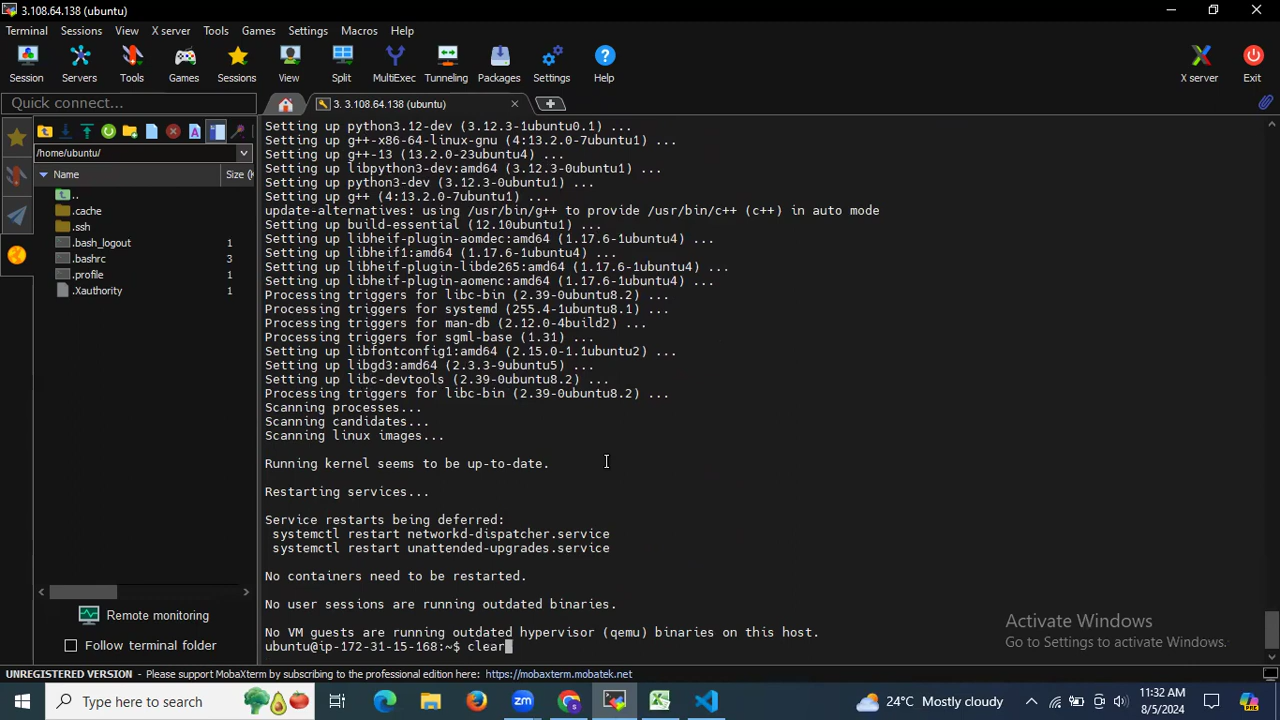 3.108.64.138 (ubuntu)
Terminal Sessions View X server Tools Games Settings Macros Help
Session Servers Tools Games Sessions View Split MultiExec Tunneling Packages Settings Help X server Exit
Quick connect...
3. 3.108.64.138 (ubuntu)
/home/ubuntu/
Name Size (K
..
.cache
.ssh
.bash_logout 1
.bashrc 3
.profile 1
.Xauthority 1
Remote monitoring
Follow terminal folder
Setting up python3.12-dev (3.12.3-1ubuntu0.1) ...
Setting up g++-x86-64-linux-gnu (4:13.2.0-7ubuntu1) ...
Setting up g++-13 (13.2.0-23ubuntu4) ...
Setting up libpython3-dev:amd64 (3.12.3-0ubuntu1) ...
Setting up python3-dev (3.12.3-0ubuntu1) ...
Setting up g++ (4:13.2.0-7ubuntu1) ...
update-alternatives: using /usr/bin/g++ to provide /usr/bin/c++ (c++) in auto mode
Setting up build-essential (12.10ubuntu1) ...
Setting up libheif-plugin-aomdec:amd64 (1.17.6-1ubuntu4) ...
Setting up libheif1:amd64 (1.17.6-1ubuntu4) ...
Setting up libheif-plugin-libde265:amd64 (1.17.6-1ubuntu4) ...
Setting up libheif-plugin-aomenc:amd64 (1.17.6-1ubuntu4) ...
Processing triggers for libc-bin (2.39-0ubuntu8.2) ...
Processing triggers for systemd (255.4-1ubuntu8.1) ...
Processing triggers for man-db (2.12.0-4build2) ...
Processing triggers for sgml-base (1.31) ...
Setting up libfontconfig1:amd64 (2.15.0-1.1ubuntu2) ...
Setting up libgd3:amd64 (2.3.3-9ubuntu5) ...
Setting up libc-devtools (2.39-0ubuntu8.2) ...
Processing triggers for libc-bin (2.39-0ubuntu8.2) ...
Scanning processes...
Scanning candidates...
Scanning linux images...
Running kernel seems to be up-to-date.
Restarting services...
Service restarts being deferred:
systemctl restart networkd-dispatcher.service
systemctl restart unattended-upgrades.service
No containers need to be restarted.
No user sessions are running outdated binaries.
No VM guests are running outdated hypervisor (qemu) binaries on this host.
ubuntu@ip-172-31-15-168:~$ clear
Activate Windows
Go to Settings to activate Windows.
UNREGISTERED VERSION - Please support MobaXterm by subscribing to the professional edition here: https://mobaxterm.mobatek.net
Type here to search
zm
24°C Mostly cloudy
11:32 AM
8/5/2024
PRE